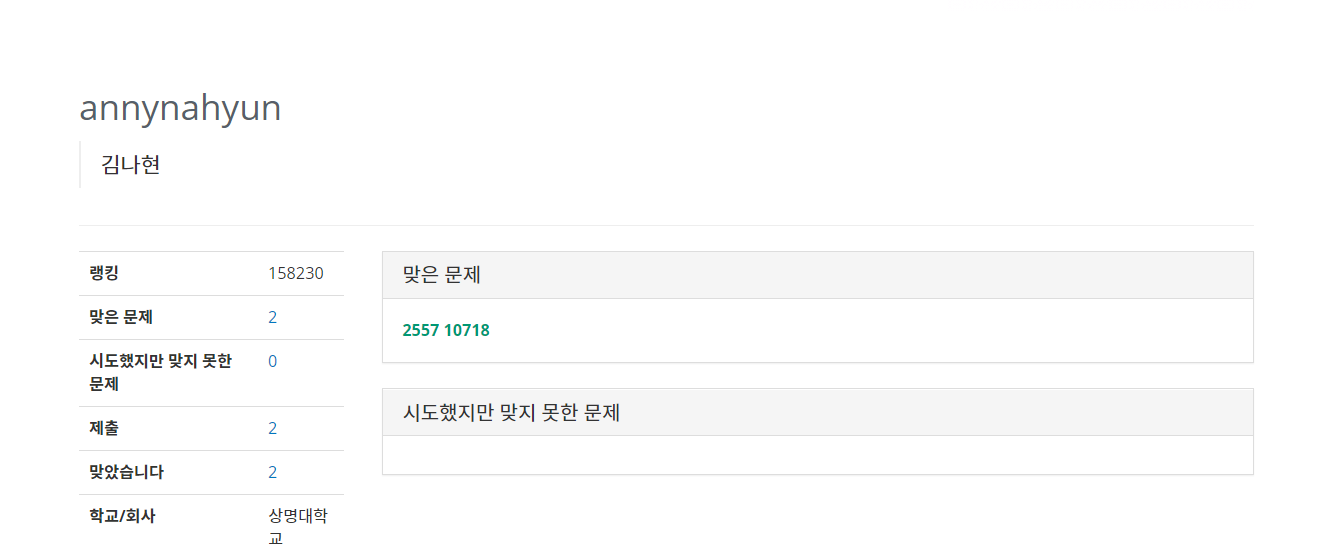 annynahyun
김나현
랭킹 158230
맞은 문제 2
시도했지만 맞지 못한 0
문제
제출 2
맞았습니다 2
학교/회사 상명대학
교
맞은 문제
2557 10718
시도했지만 맞지 못한 문제